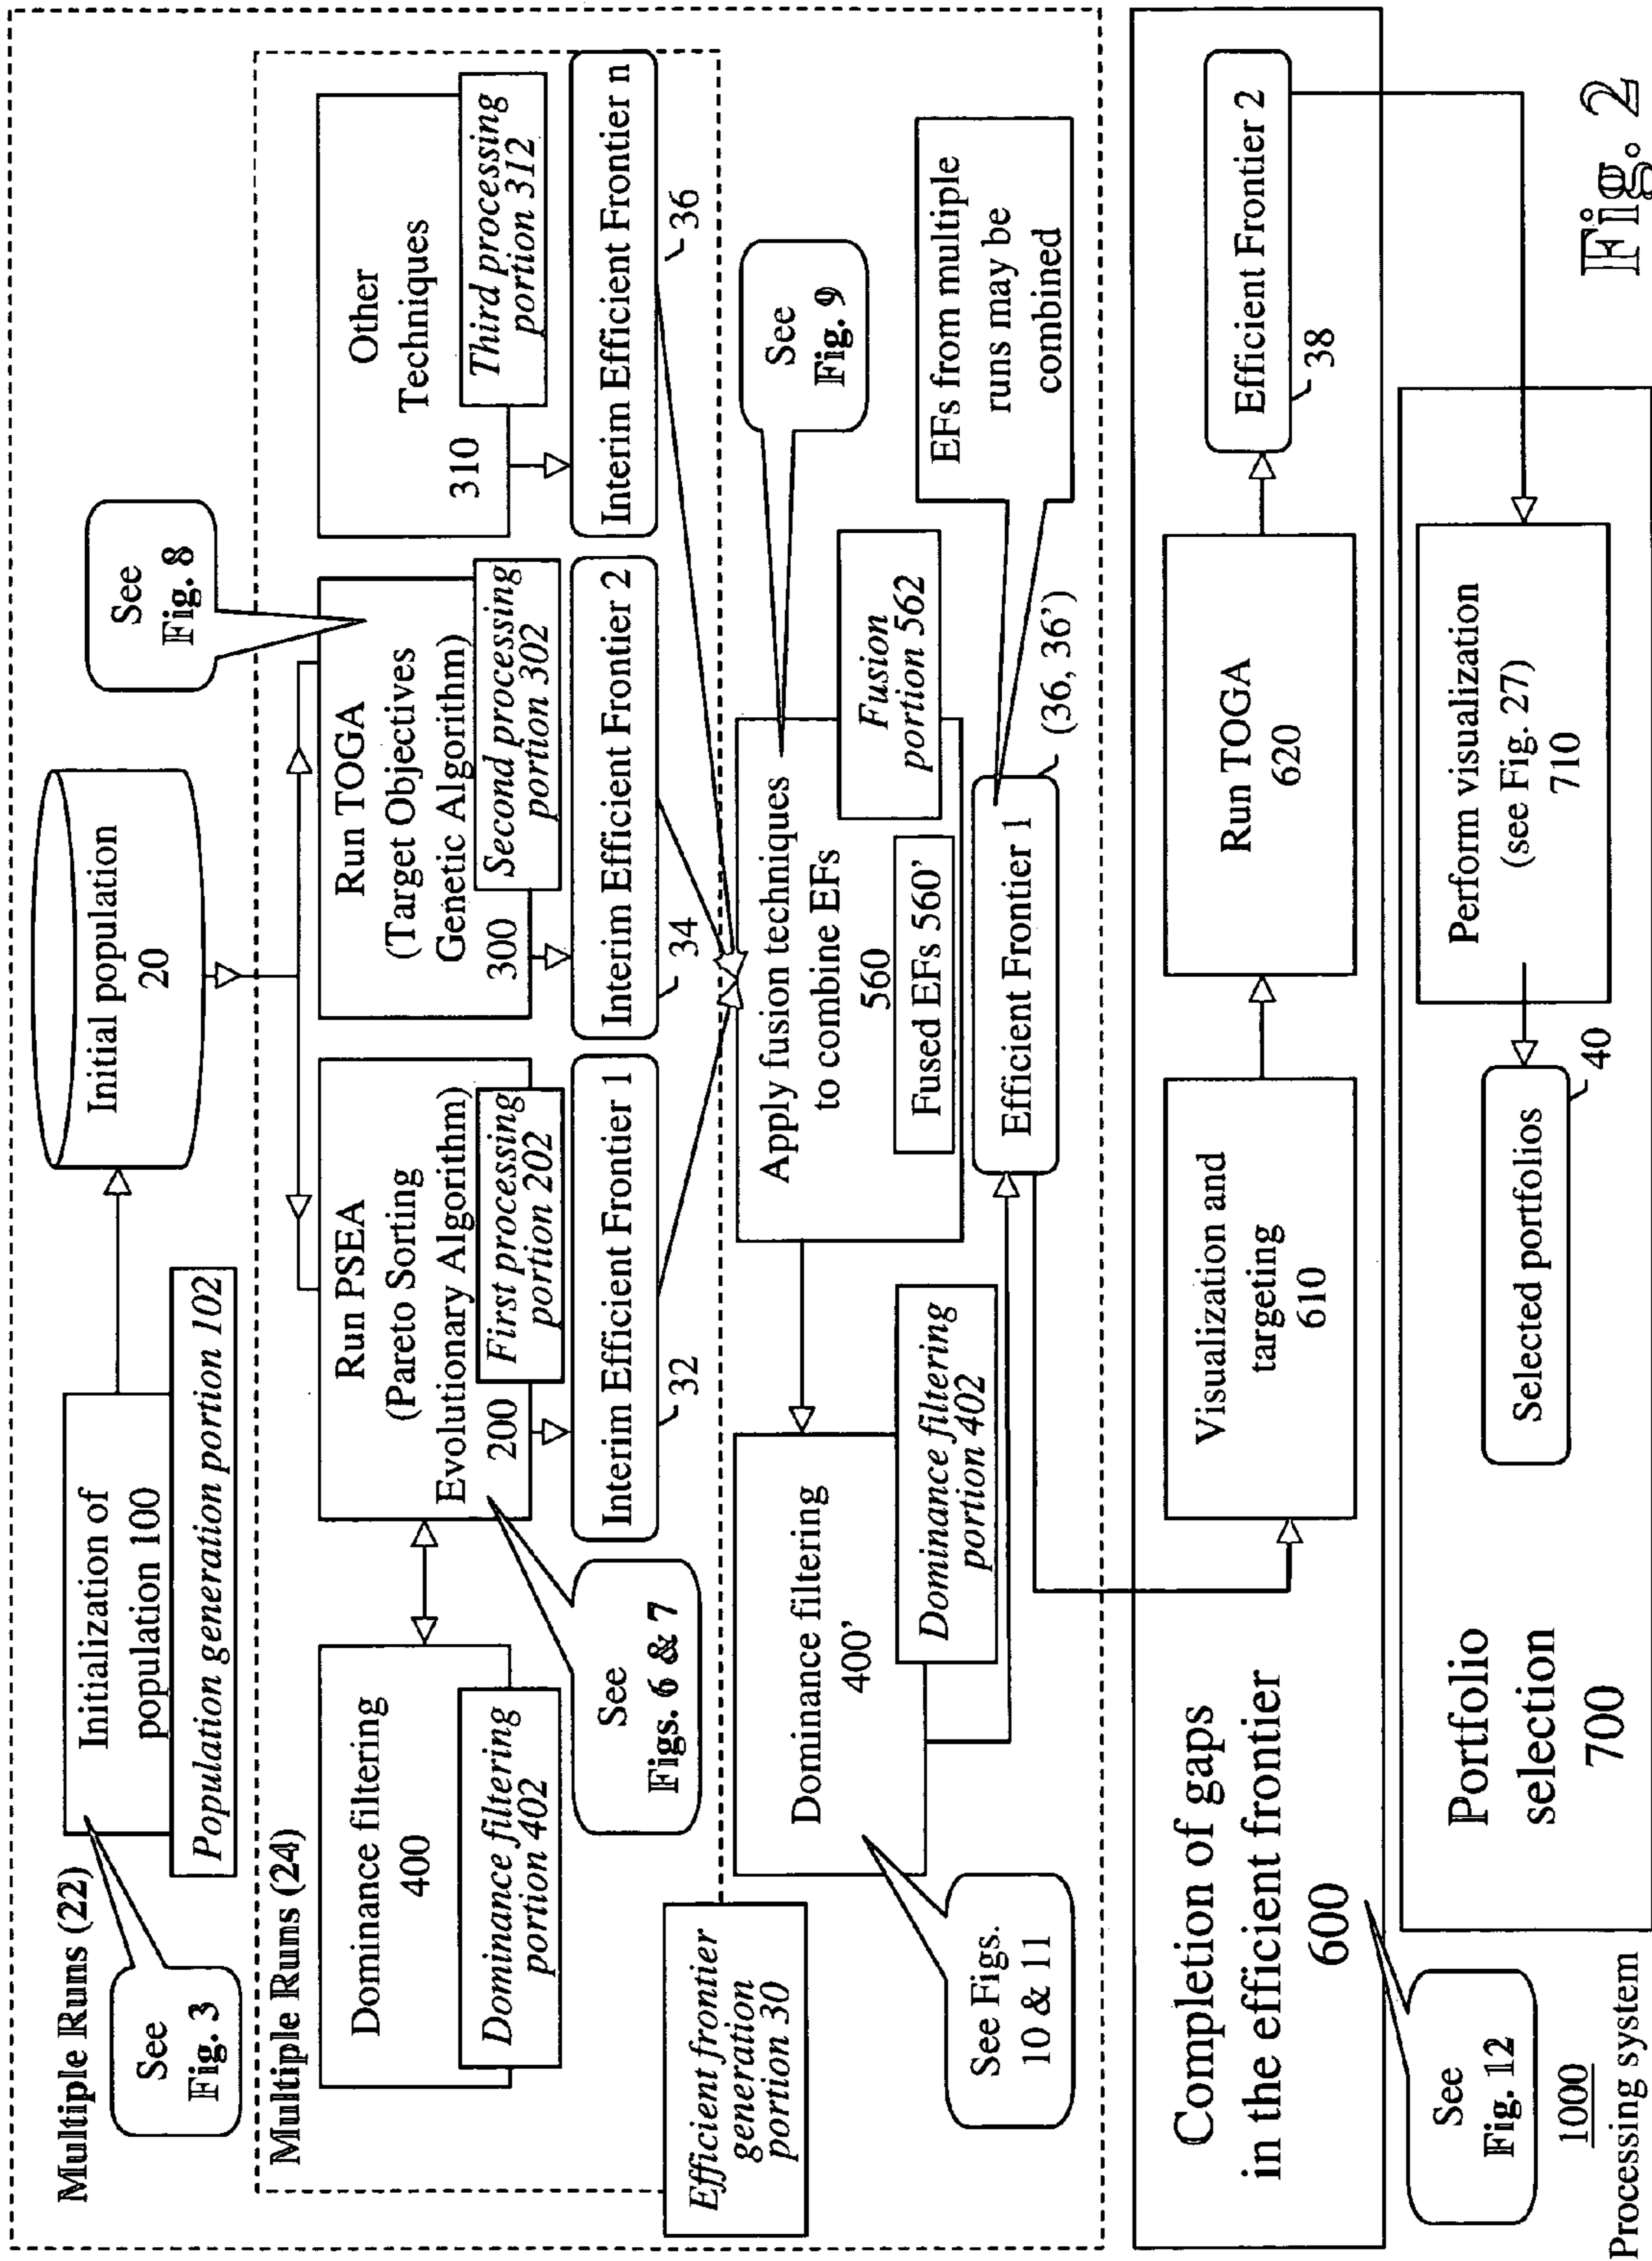 Multiple Runs (22)
See
Fig. 3
Initialization of
population 100
Population generation portion 102
Initial population
20
See
Fig. 8
Multiple Runs (24)
Dominance filtering
400
Dominance filtering
portion 402
See
Figs. 6 & 7
Run PSEA
(Pareto Sorting
Evolutionary Algorithm)
200
First processing
portion 202
Interim Efficient Frontier 1
32
Run TOGA
(Target Objectives
Genetic Algorithm)
300
Second processing
portion 302
Interim Efficient Frontier 2
34
Other
Techniques
310
Third processing
portion 312
Interim Efficient Frontier n
36
Efficient frontier
generation
portion 30
Dominance filtering
400’
Dominance filtering
portion 402
See Figs.
10 & 11
Apply fusion techniques
to combine EFs
560
Fused EFs 560’
Fusion
portion 562
See
Fig. 9
Efficient Frontier 1
(36, 36’)
EFs from multiple
runs may be
combined
Completion of gaps
in the efficient frontier
600
Visualization and
targeting
610
Run TOGA
620
Efficient Frontier 2
38
See
Fig. 12
Portfolio
selection
700
Selected portfolios
40
Perform visualization
(see Fig. 27)
710
1000
Processing system
Fig. 2